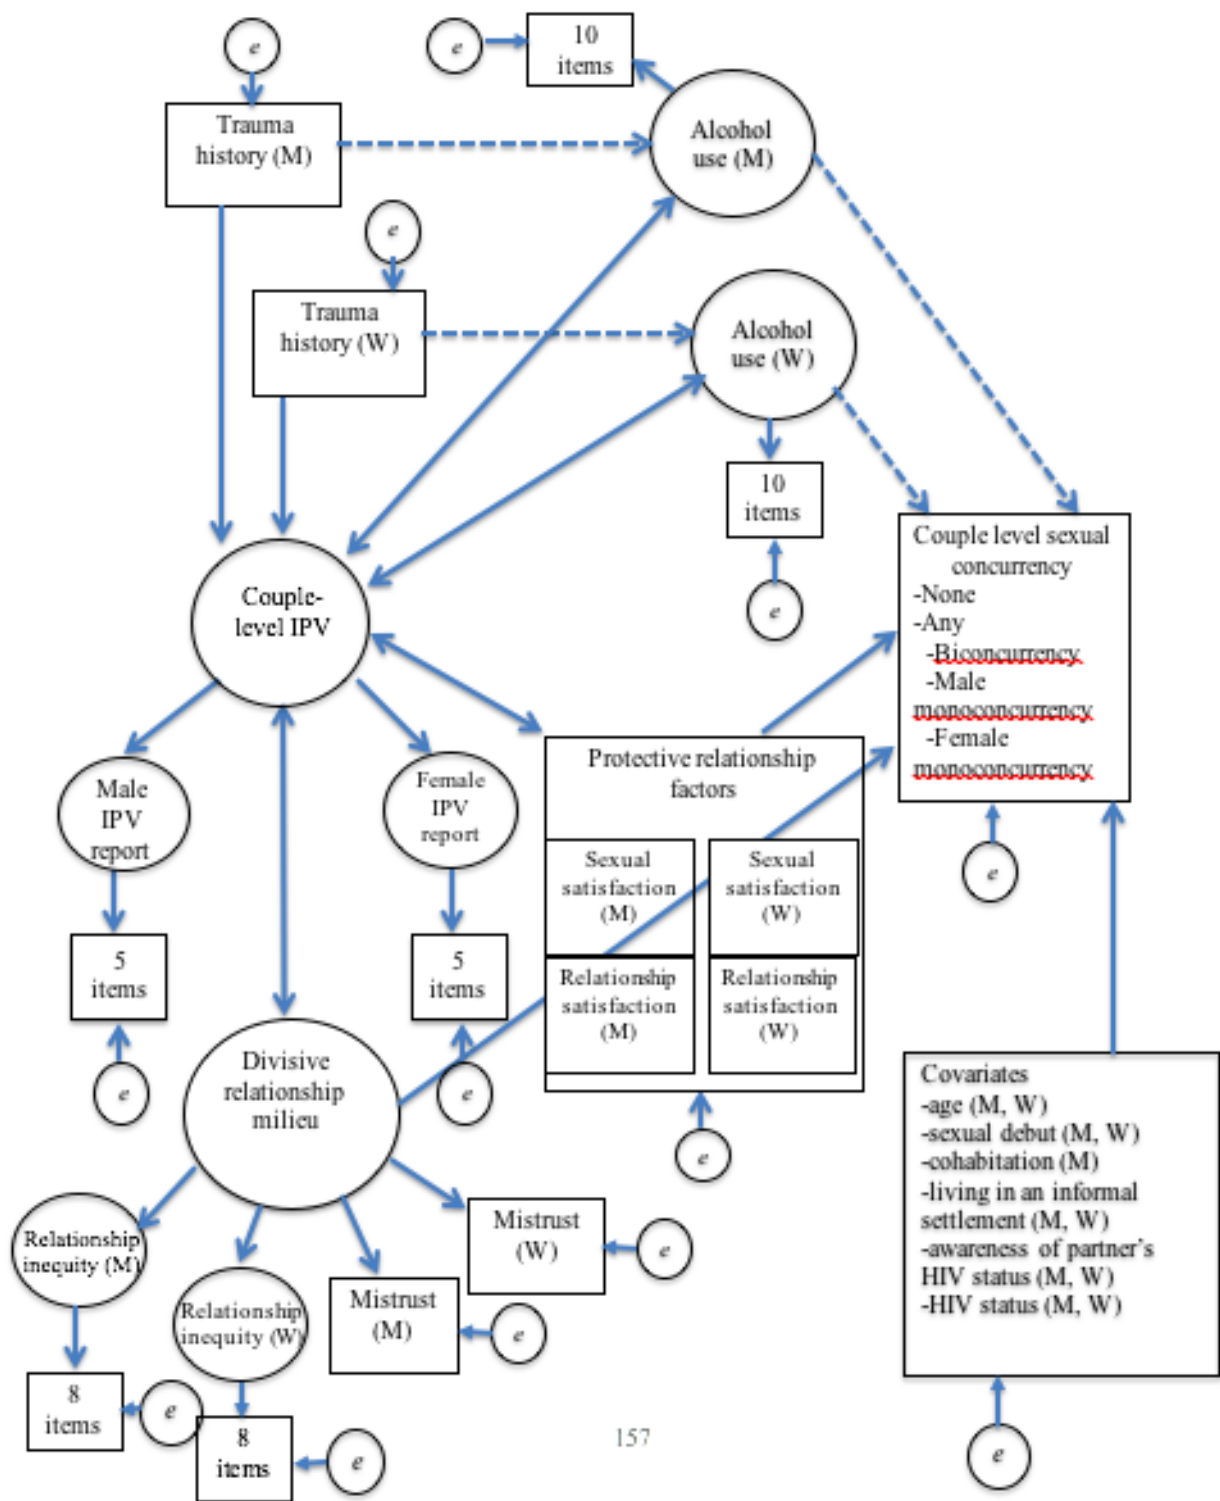 e
e
10
items
Trauma
history (M)
Alcohol
use (M)
e
Trauma
history (W)
Alcohol
use (W)
10
items
e
Couple level sexual
concurrency
-None
-Any
-Biconcurrency
-Male
monoconcurrency
-Female
monoconcurrency
e
Couple-
level IPV
Male
IPV
report
Female
IPV
report
5
items
e
5
items
e
Protective relationship
factors
Sexual
satisfaction
(M)
Sexual
satisfaction
(W)
Relationship
satisfaction
(M)
Relationship
satisfaction
(W)
e
Divisive
relationship
milieu
Relationship
inequity (M)
Relationship
inequity (W)
Mistrust
(M)
e
Mistrust
(W)
e
8
items
e
8
items
e
Covariates
-age (M, W)
-sexual debut (M, W)
-cohabitation (M)
-living in an informal
settlement (M, W)
-awareness of partner's
HIV status (M, W)
-HIV status (M, W)
e
157